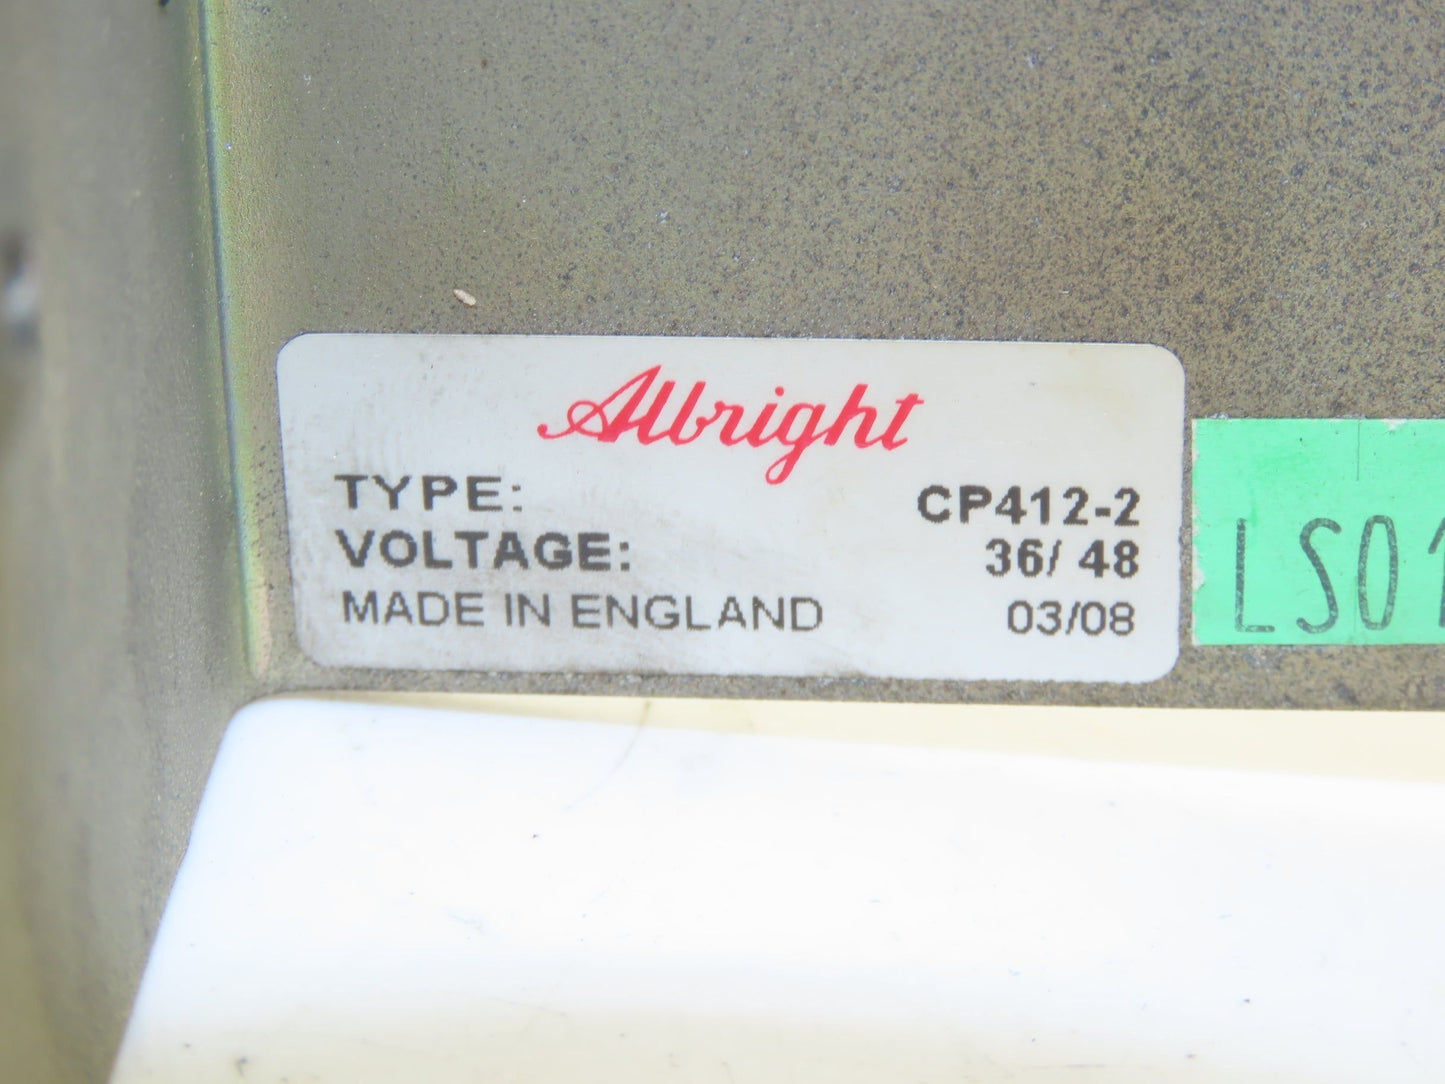 Albright
TYPE: CP412-2
VOLTAGE: 36/ 48
MADE IN ENGLAND 03/08
LS0